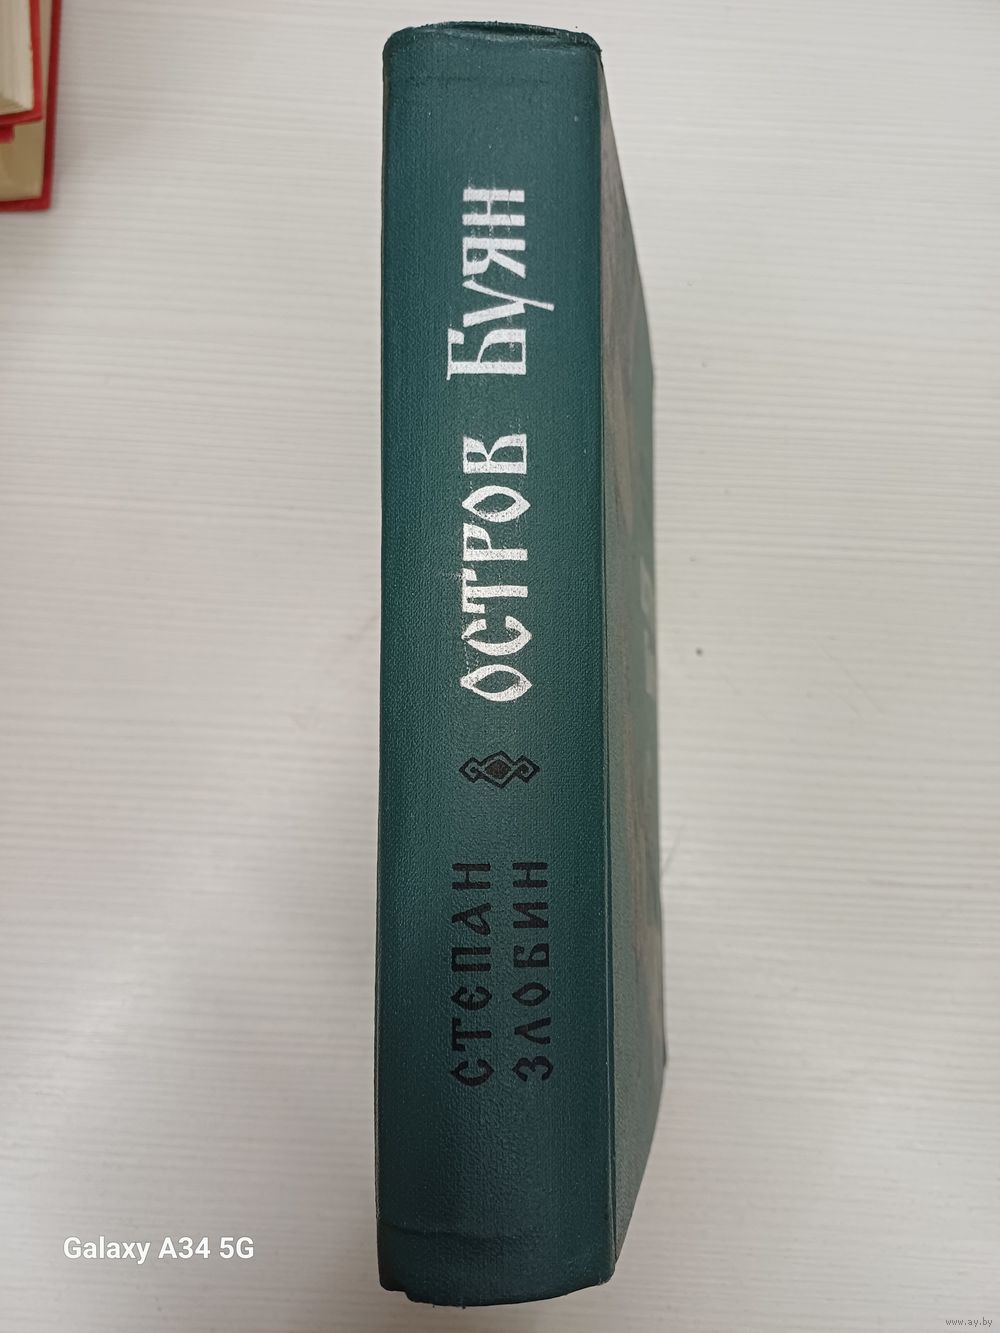 СТЕПАН
ЗЛОБИН
ОСТРОВ БУЯН
Galaxy A34 5G
www.ay.by